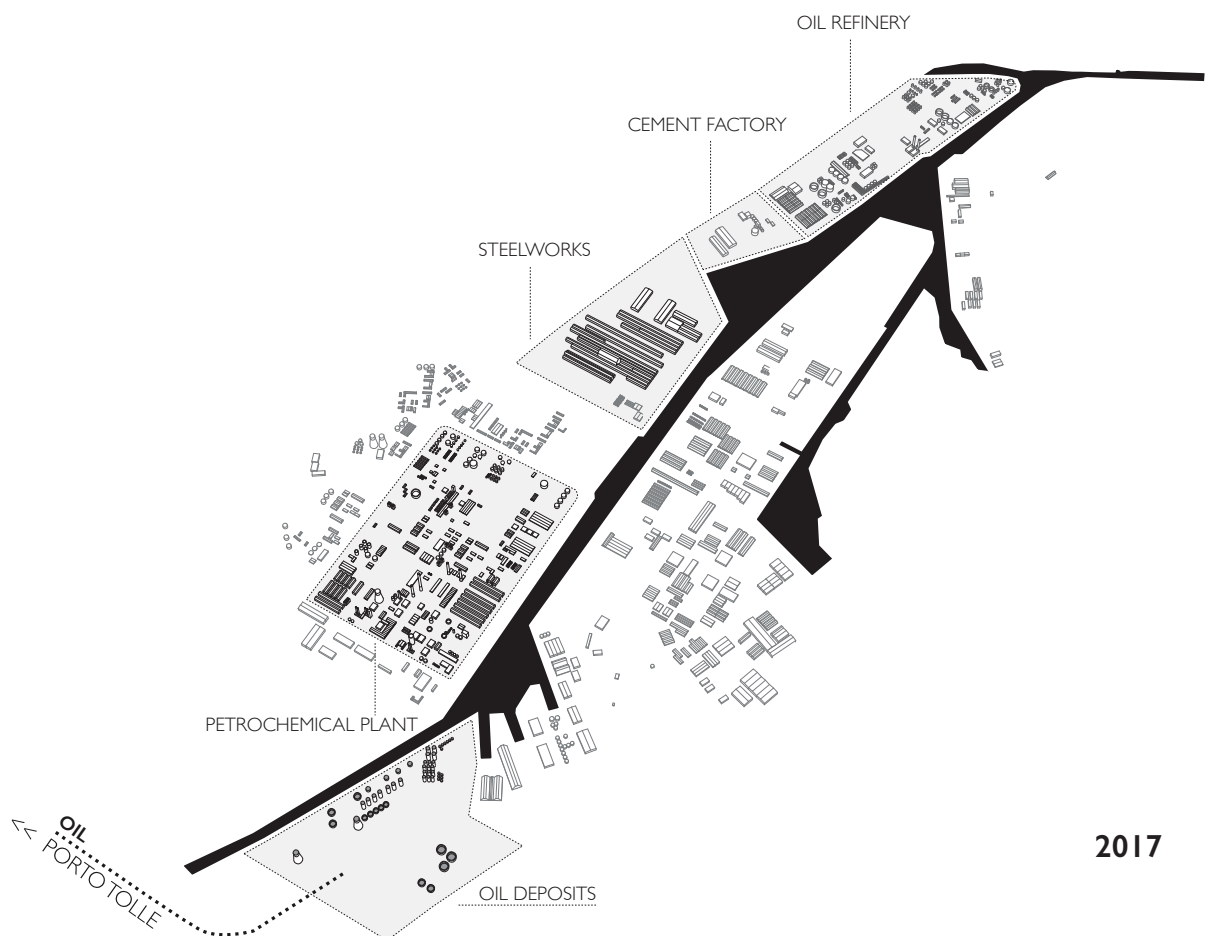 OIL REFINERY
CEMENT FACTORY
STEELWORKS
PETROCHEMICAL PLANT
<< OIL
PORTO TOLLE
2017
OIL DEPOSITS